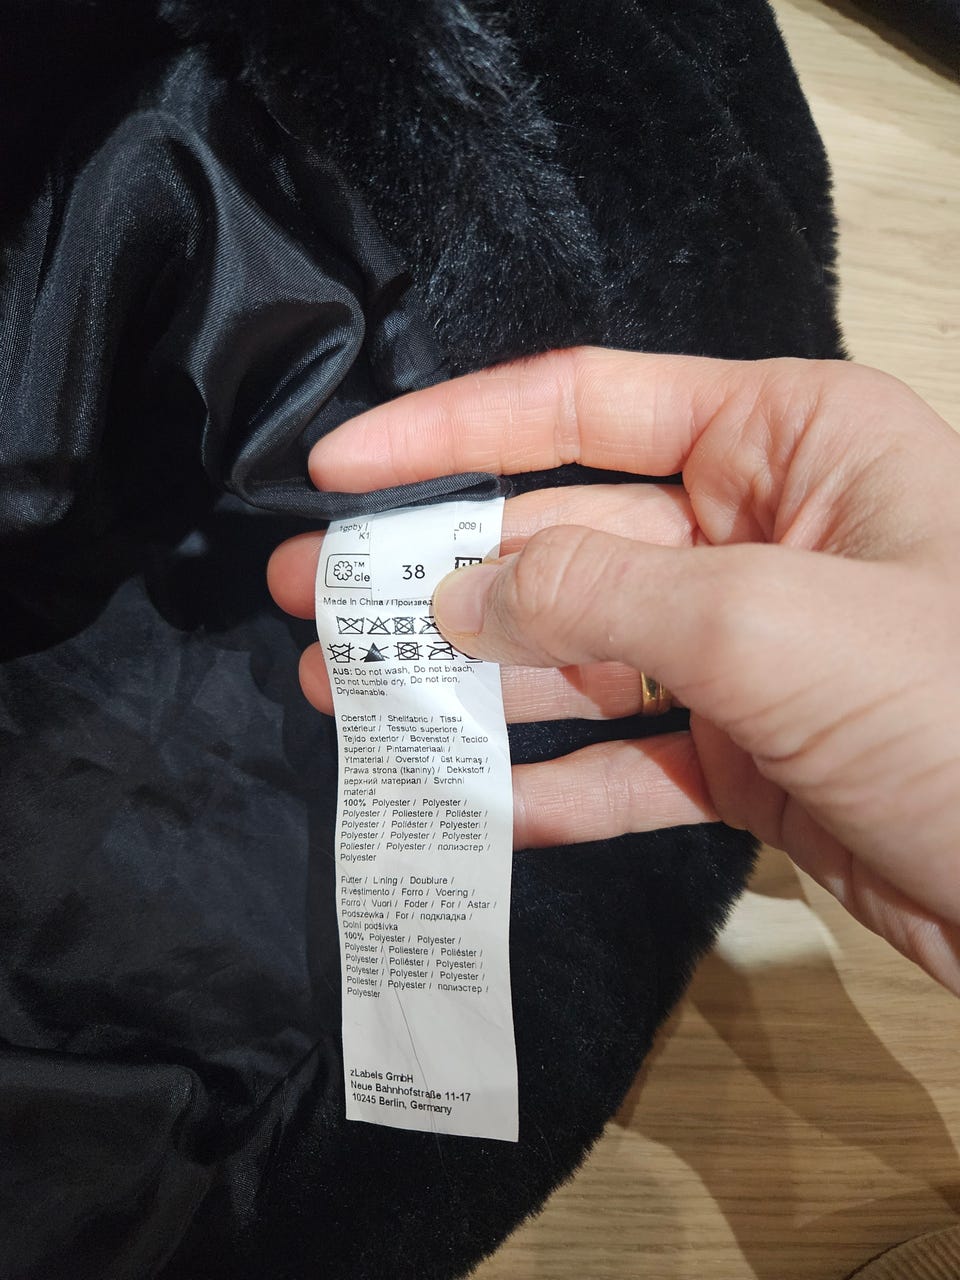 38
K1
™
cle
Made in China / Произвед
AUS: Do not wash, Do not bleach,
Do not tumble dry, Do not iron,
Drycleanable.
Oberstoff / Shellfabric / Tissu
extérieur / Tessuto superiore /
Tejido exterior / Bovenstof / Tecido
superior / Pintamateriaali /
Ytmaterial / Overstof / üst kumaş /
Prawa strona (tkaniny) / Dekkstoff /
верхний материал / Svrchní
materiál
100% Polyester / Polyester /
Polyester / Poliestere / Poliéster /
Polyester / Poliéster / Polyesteri /
Polyester / Polyester / Polyester /
Poliester / Polyester / полиэстер /
Polyester
Futter / Lining / Doublure /
Rivestimento / Forro / Voering /
Forro / Vuori / Foder / For / Astar /
Podszewka / For / подкладка /
Dolní podšívka
100% Polyester / Polyester /
Polyester / Poliestere / Poliéster /
Polyester / Poliéster / Polyesteri /
Polyester / Polyester / Polyester /
Poliester / Polyester / полиэстер /
Polyester
zLabels GmbH
Neue Bahnhofstraße 11-17
10245 Berlin, Germany